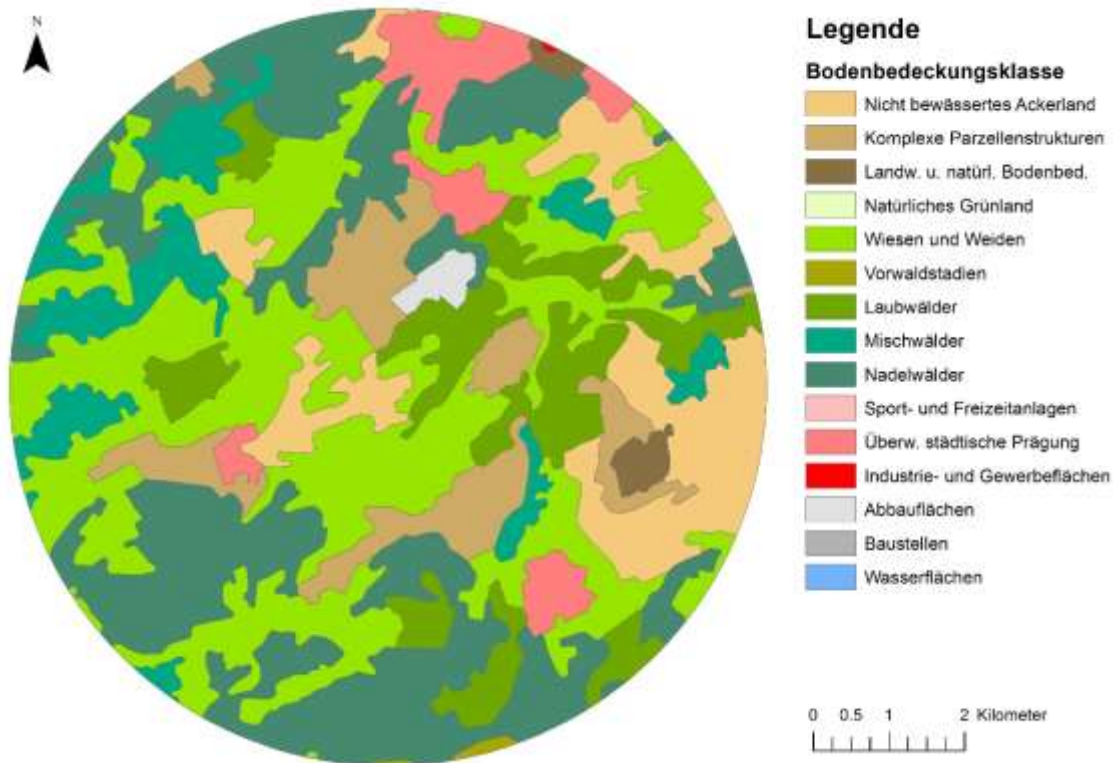 N
Legende
Bodenbedeckungsklasse
Nicht bewässertes Ackerland
Komplexe Parzellenstrukturen
Landw. u. natürl. Bodenbed.
Natürliches Grünland
Wiesen und Weiden
Vorwaldstadien
Laubwälder
Mischwälder
Nadelwälder
Sport- und Freizeitanlagen
Überw. städtische Prägung
Industrie- und Gewerbeflächen
Abbauflächen
Baustellen
Wasserflächen
0 0.5 1 2 Kilometer